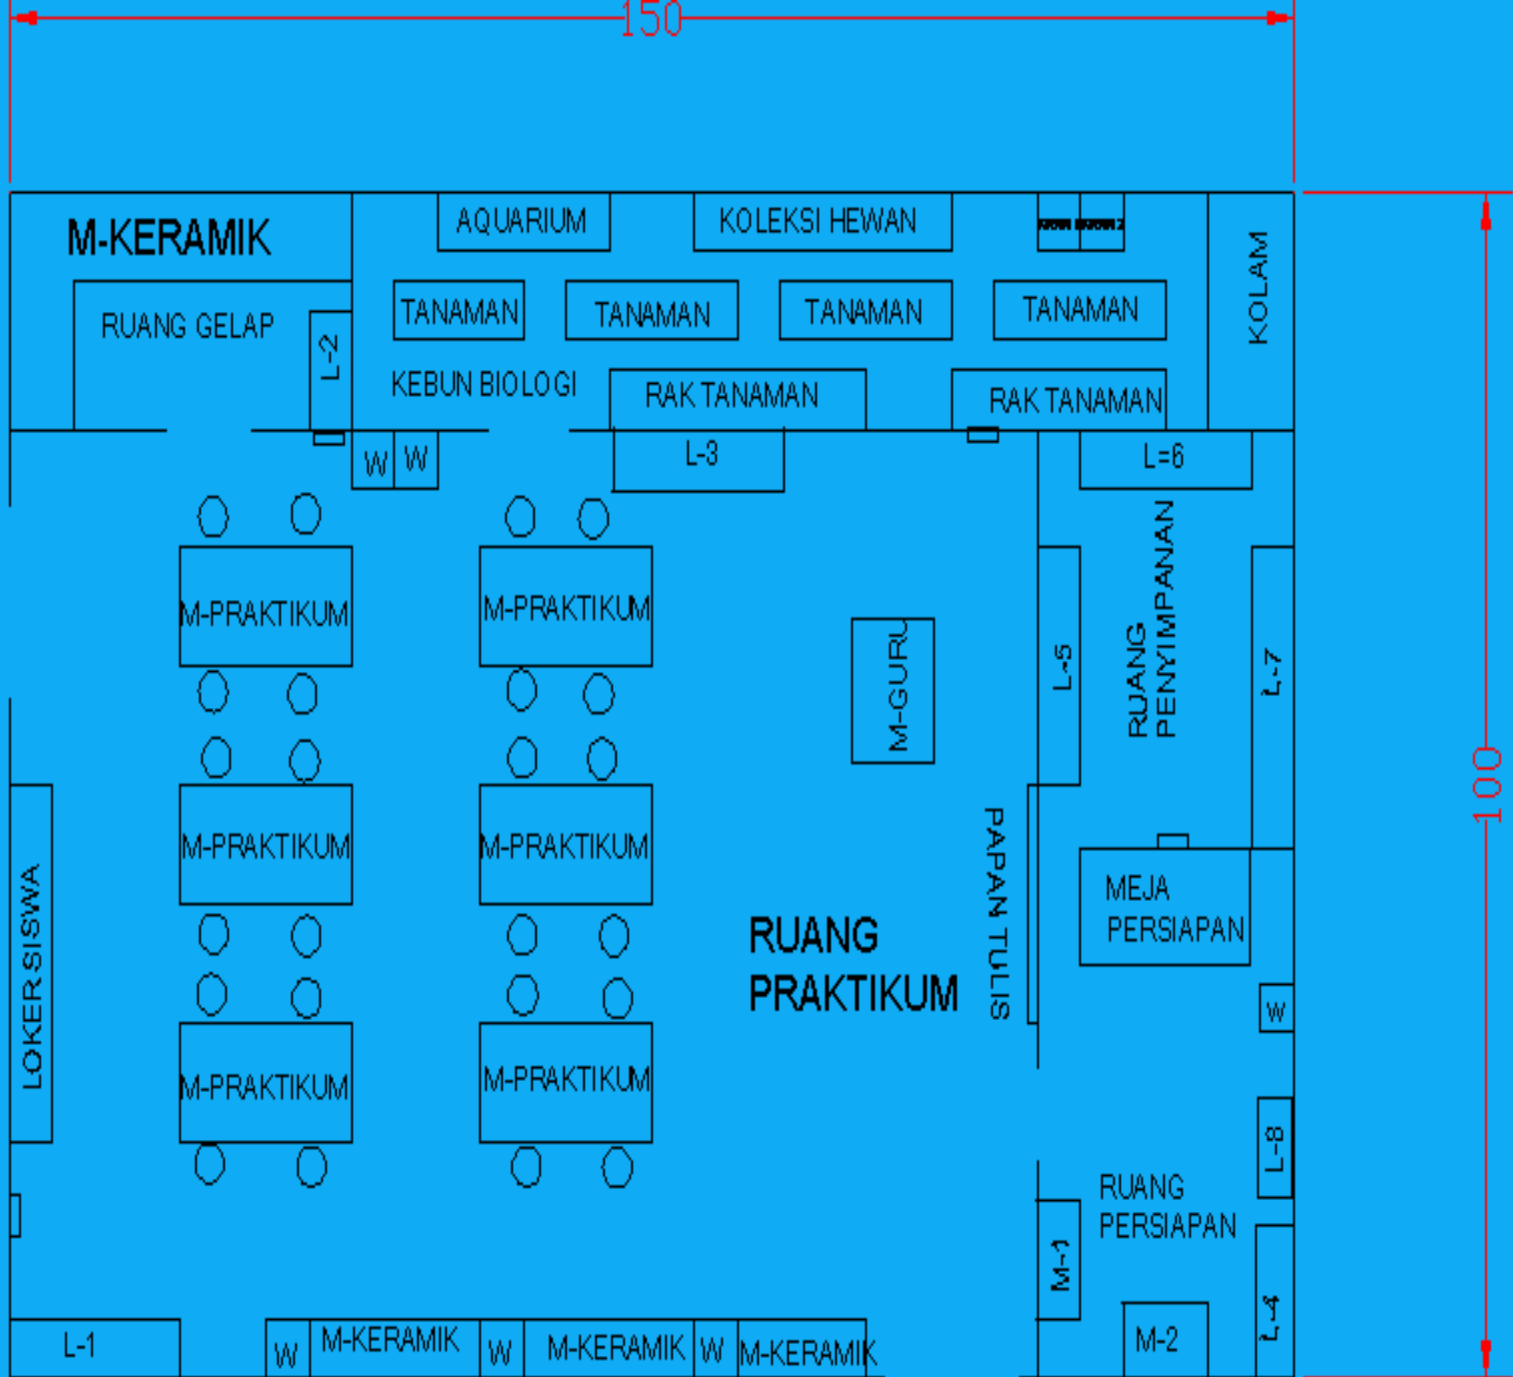 150
M-KERAMIK
AQUARIUM
KOLEKSI HEWAN
KOLAM
RUANG GELAP
L-2
TANAMAN
TANAMAN
TANAMAN
TANAMAN
KEBUN BIOLOGI
RAK TANAMAN
RAK TANAMAN
W
W
L-3
L=6
M-PRAKTIKUM
M-PRAKTIKUM
M-GURU
L-5
RUANG
PENYIMPANAN
L-7
100
M-PRAKTIKUM
M-PRAKTIKUM
LOKER SISWA
RUANG
PRAKTIKUM
PAPAN TULIS
MEJA
PERSIAPAN
W
M-PRAKTIKUM
M-PRAKTIKUM
L-8
RUANG
PERSIAPAN
M-1
L-4
L-1
W
M-KERAMIK
W
M-KERAMIK
W
M-KERAMIK
M-2